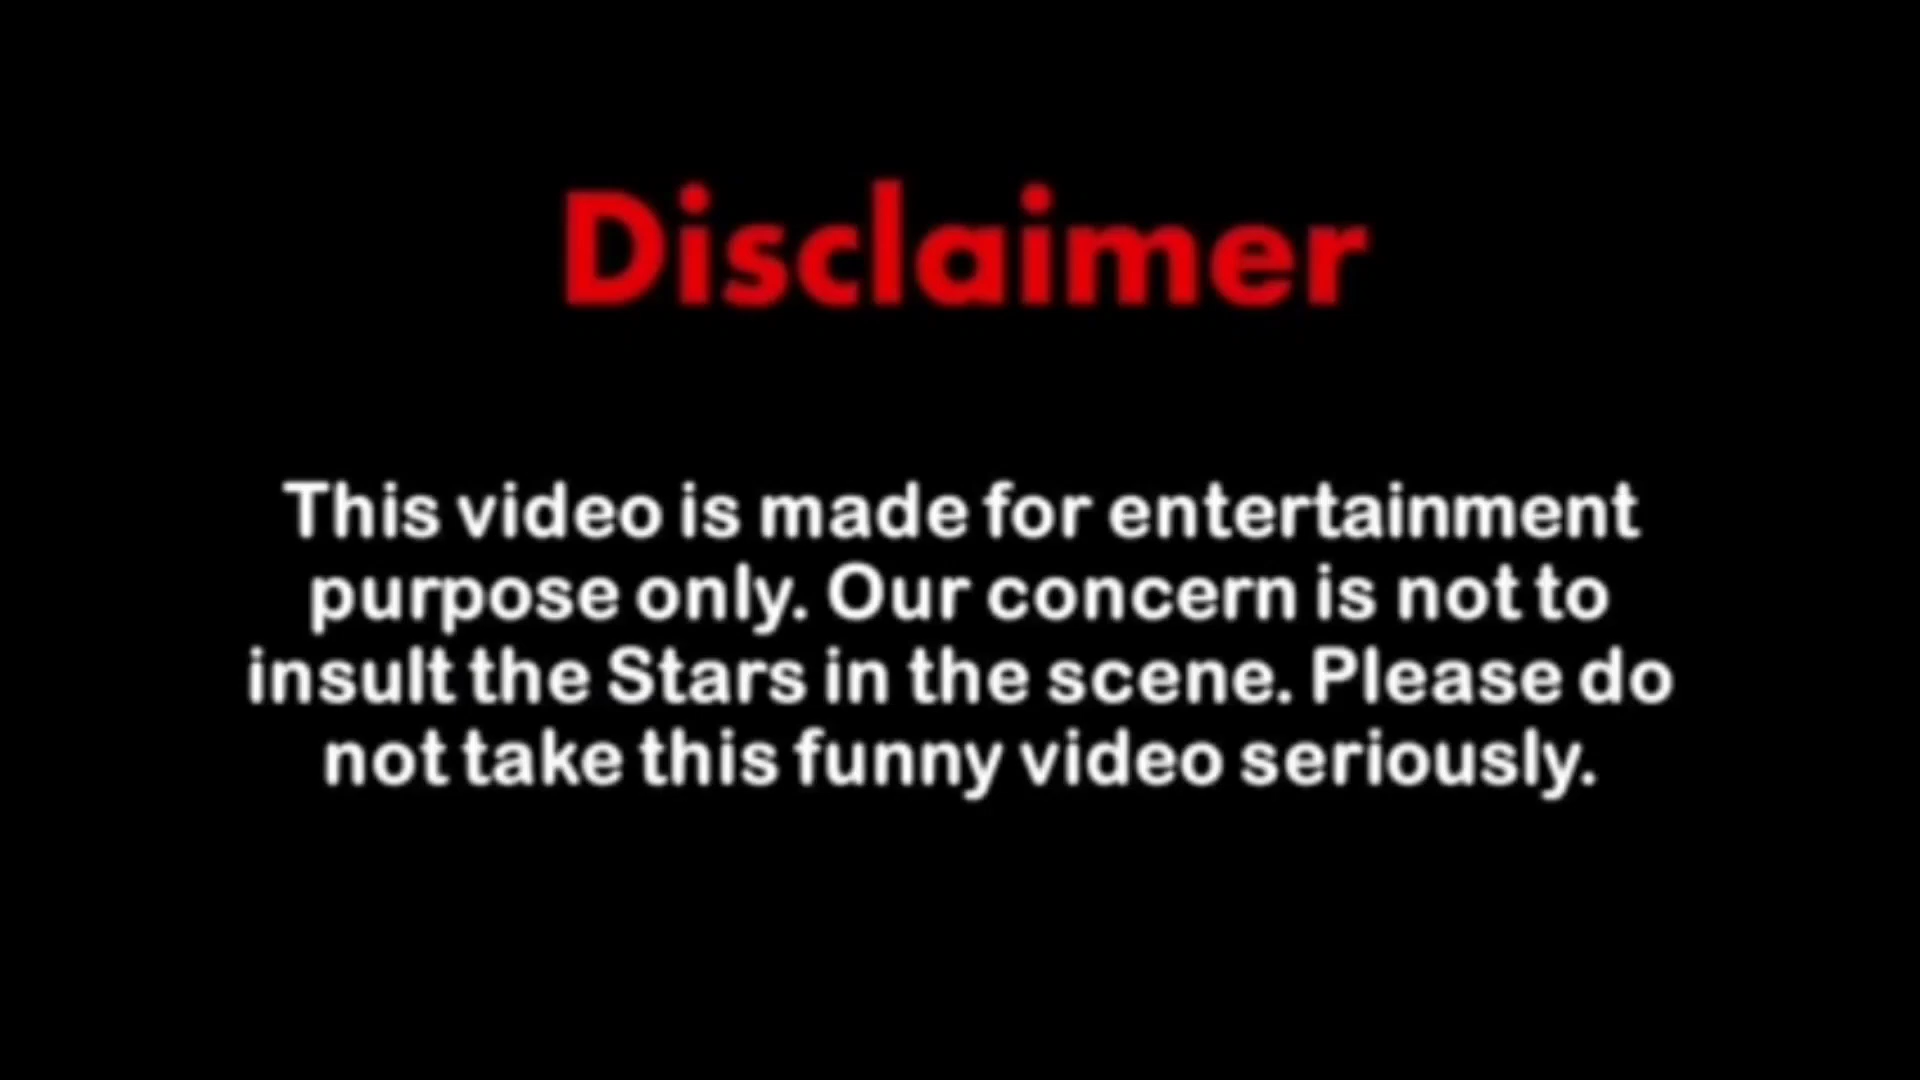 Disclaimer
This video is made for entertainment
purpose only. Our concern is not to
insult the Stars in the scene. Please do
not take this funny video seriously.